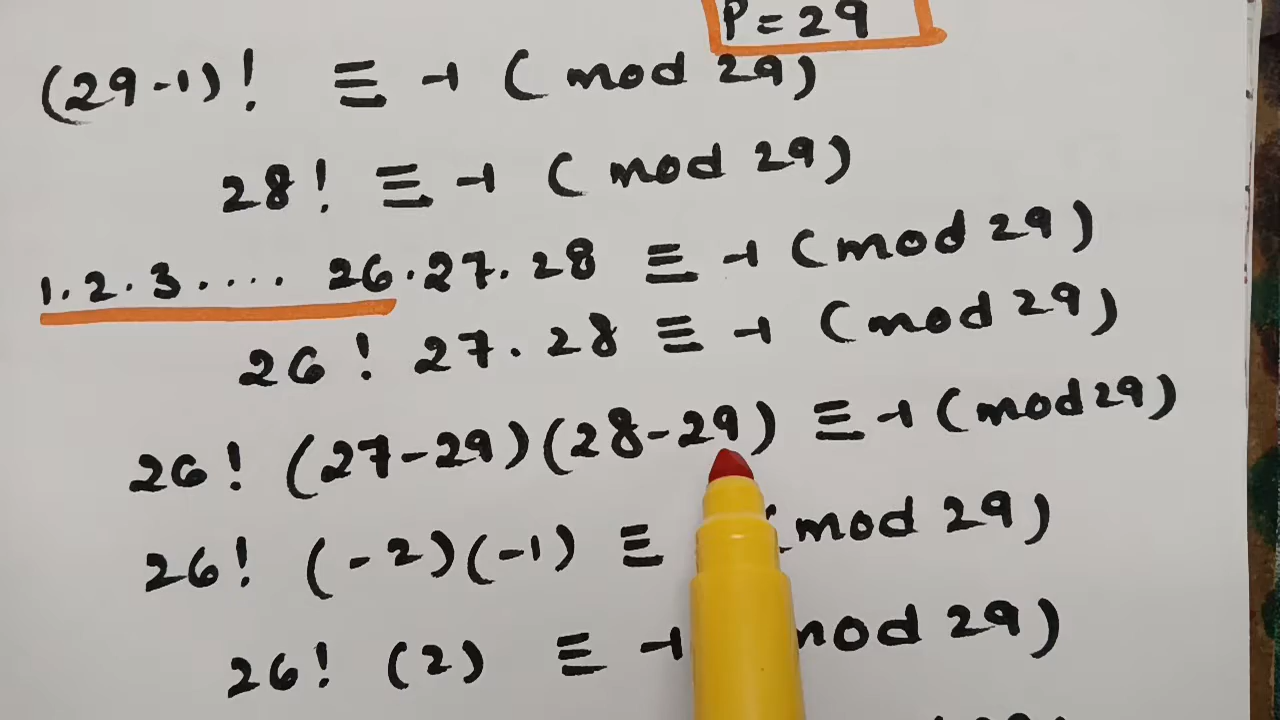 P = 29
(29-1)! ≡ -1 (mod 29)
28! ≡ -1 (mod 29)
1.2.3..... 26.27.28 ≡ -1 (mod 29)
26! 27.28 ≡ -1 (mod 29)
26! (27-29)(28-29) ≡ -1 (mod 29)
26! (-2)(-1) ≡ (mod 29)
26! (2) ≡ -1 mod 29)